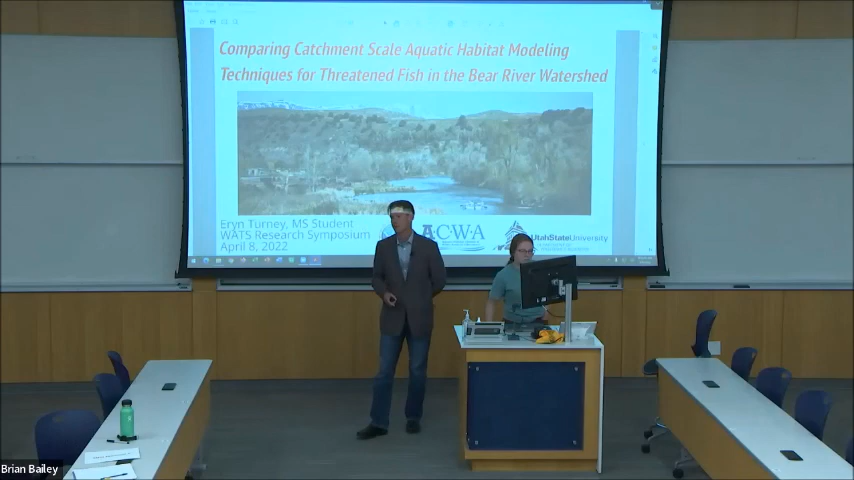 Comparing Catchment Scale Aquatic Habitat Modeling
Techniques for Threatened Fish in the Bear River Watershed
Eryn Turney, MS Student
WATS Research Symposium
April 8, 2022
ACWA
UtahStateUniversity
Brian Bailey